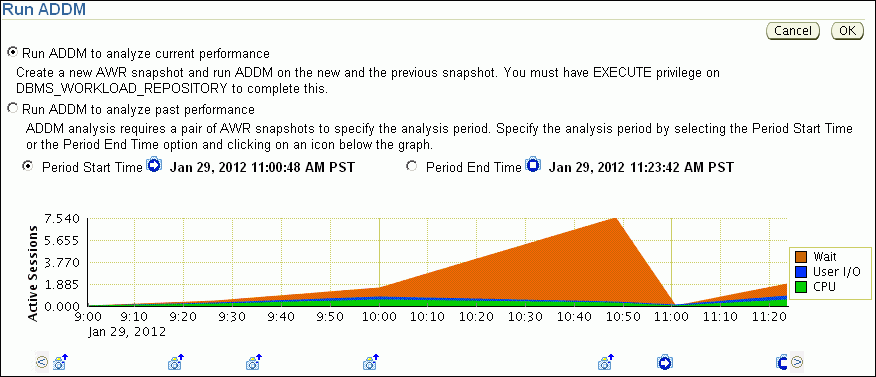 Run ADDM
Cancel
OK
Run ADDM to analyze current performance
Create a new AWR snapshot and run ADDM on the new and the previous snapshot. You must have EXECUTE privilege on
DBMS_WORKLOAD_REPOSITORY to complete this.
Run ADDM to analyze past performance
ADDM analysis requires a pair of AWR snapshots to specify the analysis period. Specify the analysis period by selecting the Period Start Time
or the Period End Time option and clicking on an icon below the graph.
Period Start Time Jan 29, 2012 11:00:48 AM PST Period End Time Jan 29, 2012 11:23:42 AM PST
Active Sessions
7.540
5.655
3.770
1.885
0.000
Wait
User I/O
CPU
9:00 9:10 9:20 9:30 9:40 9:50 10:00 10:10 10:20 10:30 10:40 10:50 11:00 11:10 11:20
Jan 29, 2012